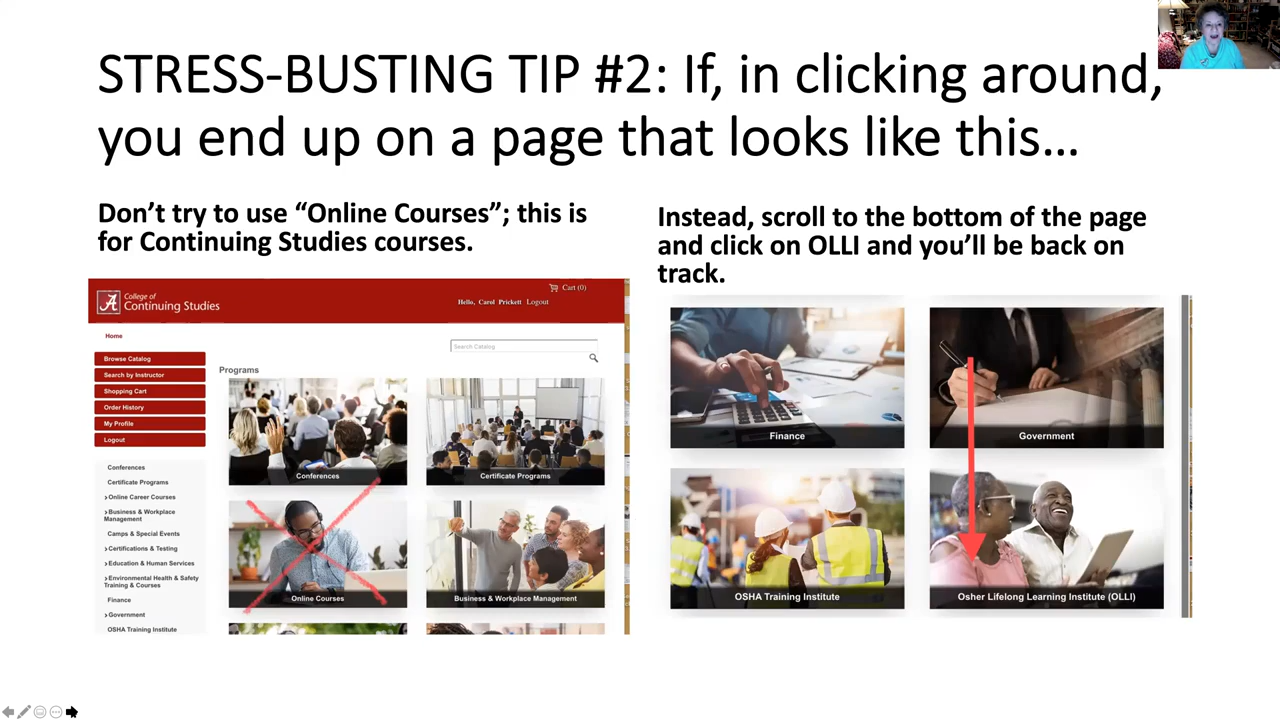 STRESS-BUSTING TIP #2: If, in clicking around,
you end up on a page that looks like this…
Don’t try to use “Online Courses”; this is
for Continuing Studies courses.
College of
Continuing Studies
Cart (0)
Hello, Carol Prickett Logout
Home
Search Catalog
Browse Catalog
Search by Instructor
Shopping Cart
Order History
My Profile
Logout
Conferences
Certificate Programs
Online Career Courses
Business & Workplace
Management
Camps & Special Events
Certifications & Testing
Education & Human Services
Environmental Health & Safety
Training & Courses
Finance
Government
OSHA Training Institute
Programs
Conferences
Certificate Programs
Online Courses
Business & Workplace Management
Instead, scroll to the bottom of the page
and click on OLLI and you’ll be back on
track.
Finance
Government
OSHA Training Institute
Osher Lifelong Learning Institute (OLLI)